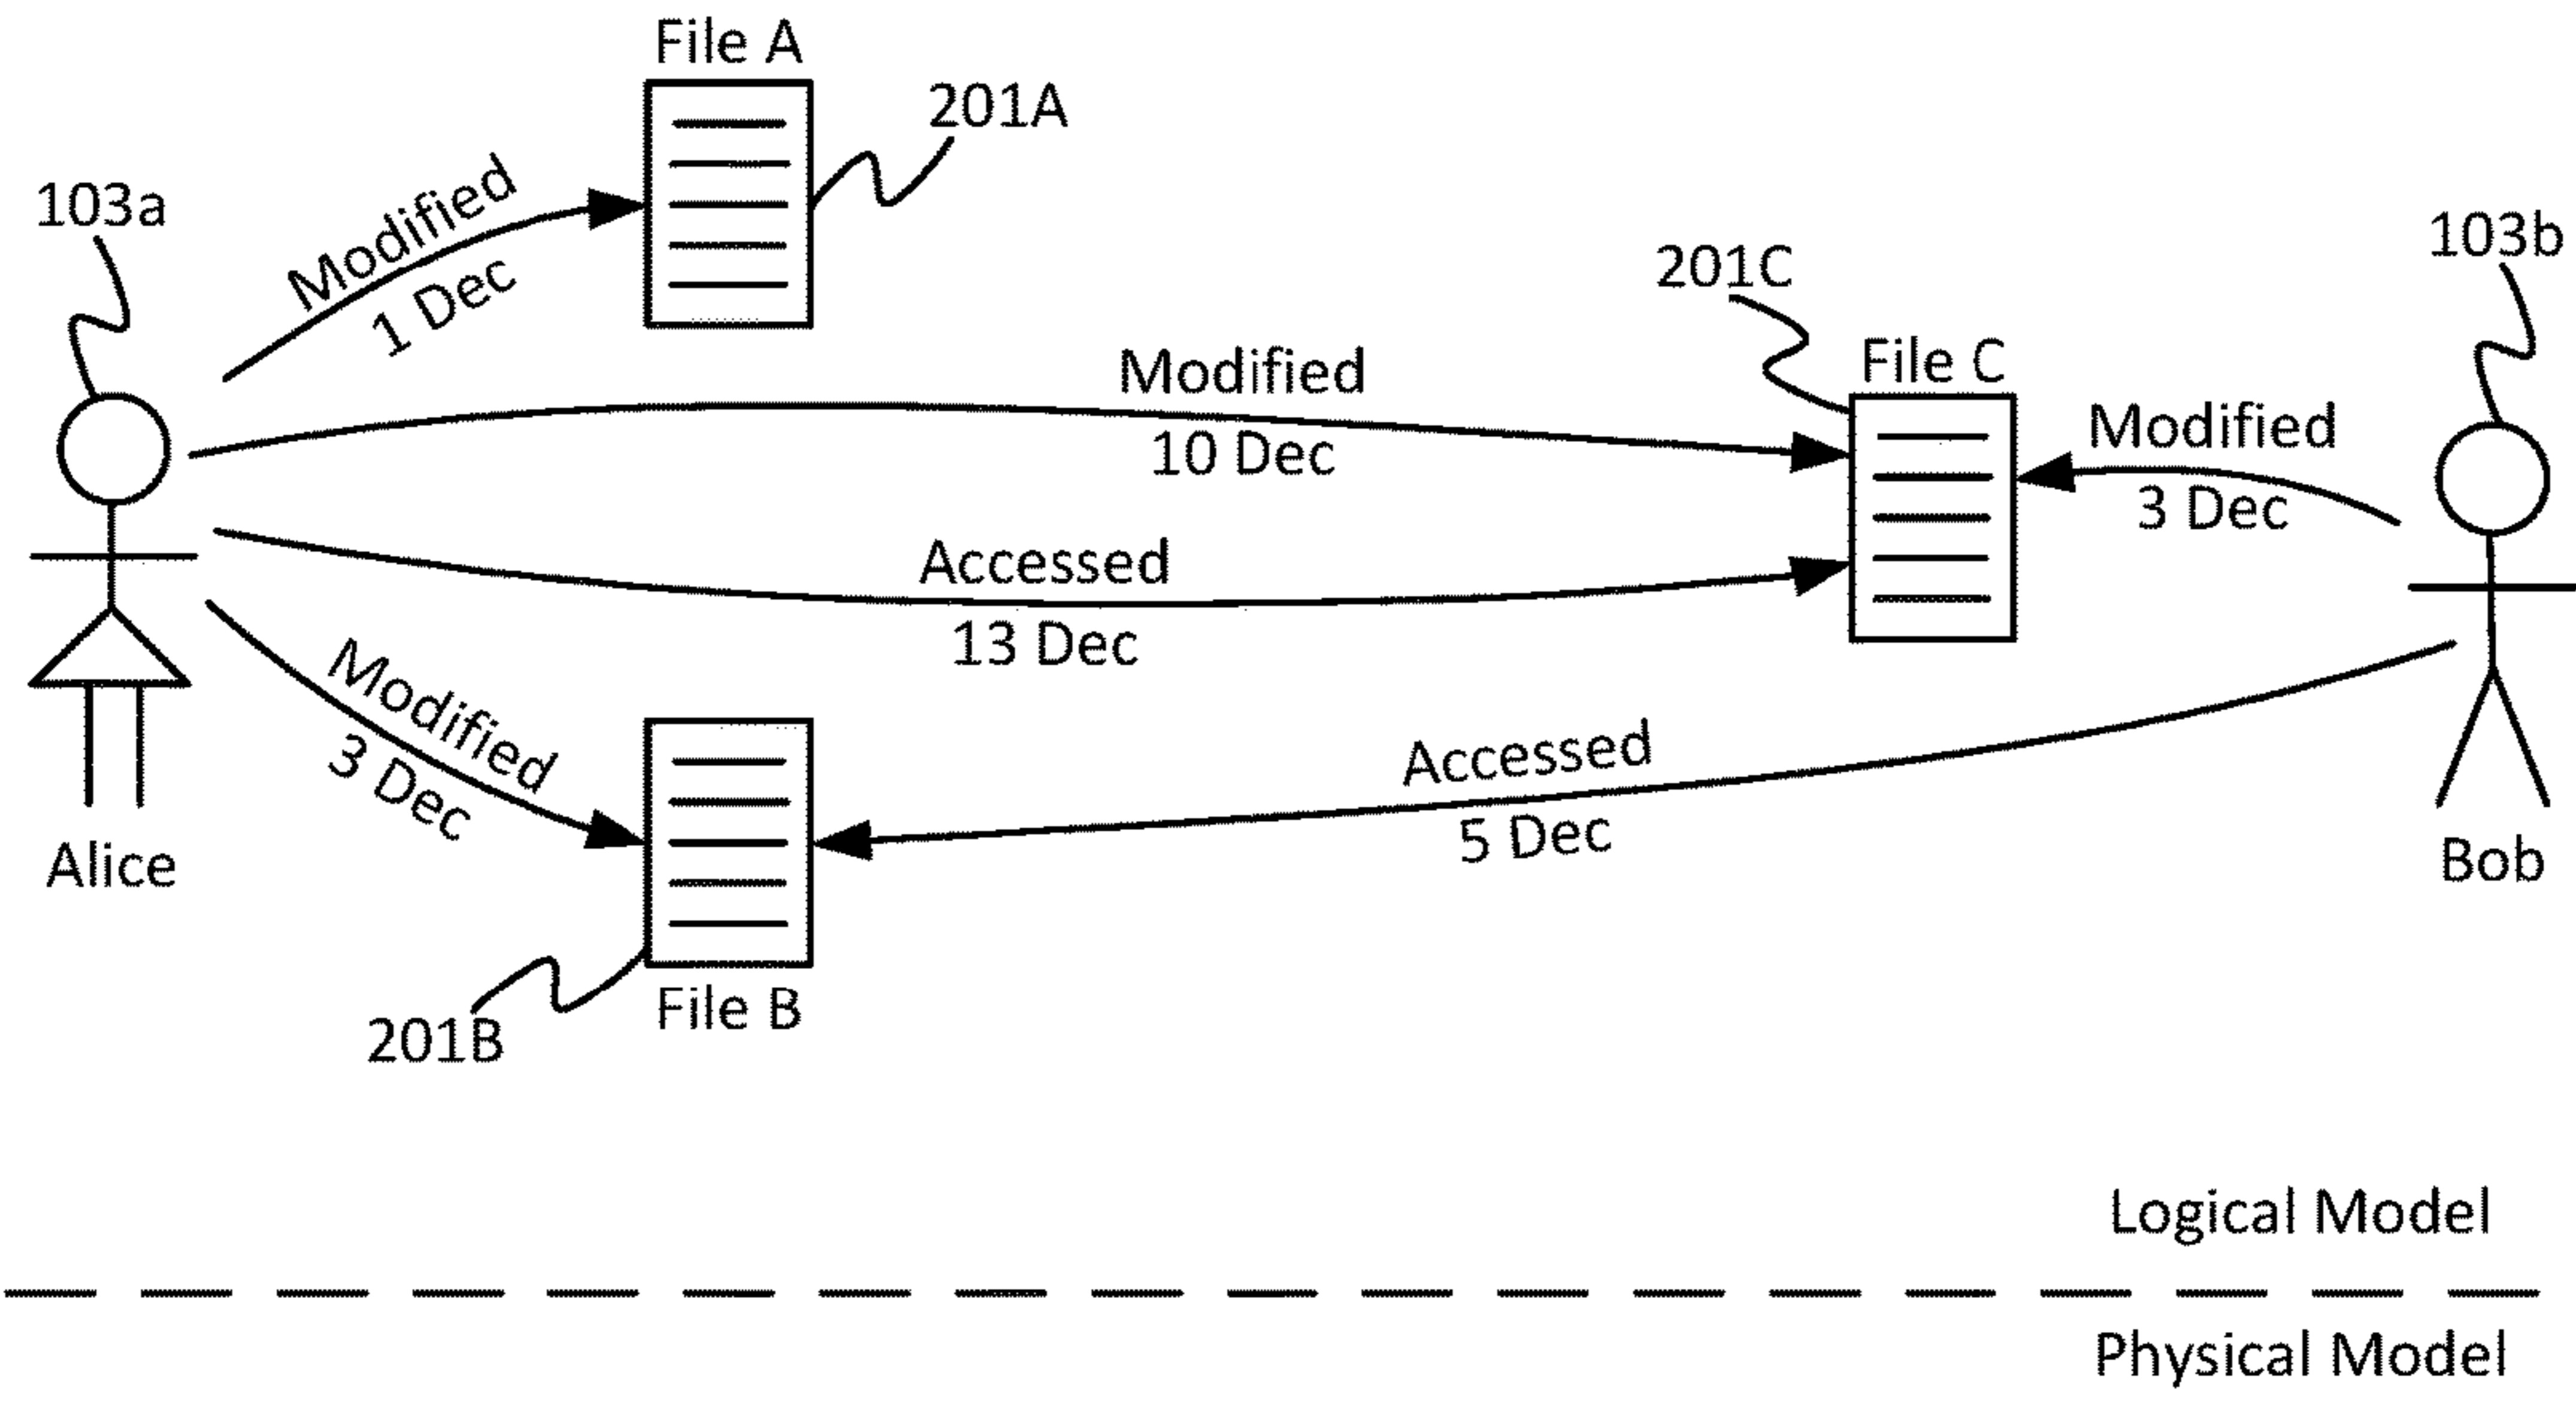 File A
201A
103a
Modified
1 Dec
201C
103b
File C
Modified
10 Dec
Modified
3 Dec
Accessed
13 Dec
Modified
3 Dec
Accessed
5 Dec
Alice
Bob
File B
201B
Logical Model
Physical Model